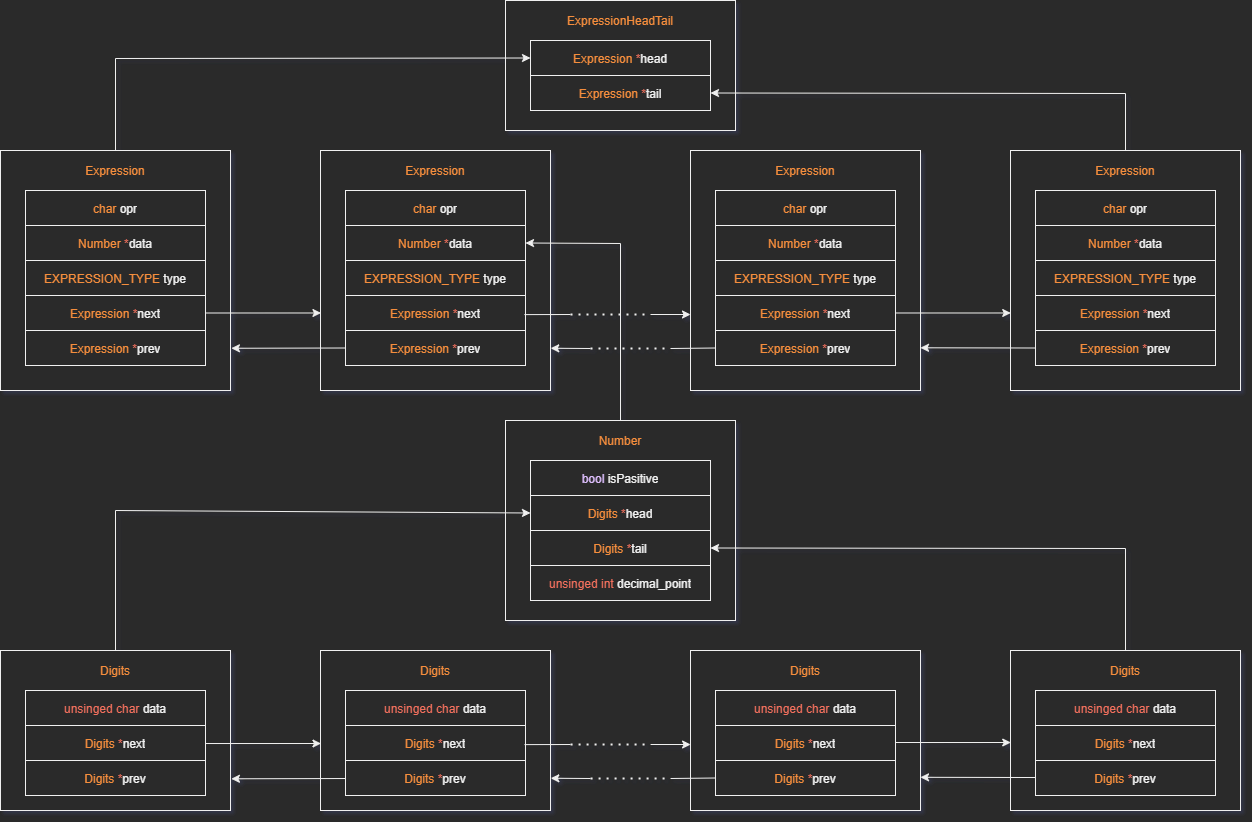 ExpressionHeadTail
Expression *head
Expression *tail
Expression
char opr
Number *data
EXPRESSION_TYPE type
Expression *next
Expression *prev
Expression
char opr
Number *data
EXPRESSION_TYPE type
Expression *next
Expression *prev
Expression
char opr
Number *data
EXPRESSION_TYPE type
Expression *next
Expression *prev
Expression
char opr
Number *data
EXPRESSION_TYPE type
Expression *next
Expression *prev
Number
bool isPasitive
Digits *head
Digits *tail
unsinged int decimal_point
Digits
unsinged char data
Digits *next
Digits *prev
Digits
unsinged char data
Digits *next
Digits *prev
Digits
unsinged char data
Digits *next
Digits *prev
Digits
unsinged char data
Digits *next
Digits *prev